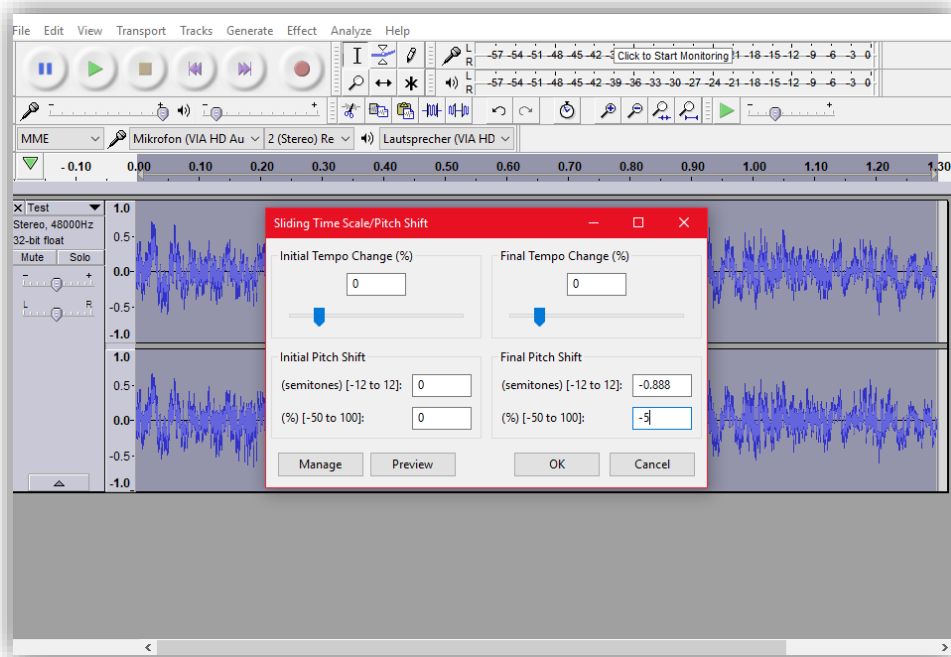 File Edit View Transport Tracks Generate Effect Analyze Help
L R -57 -54 -51 -48 -45 -42 -3 Click to Start Monitoring 1 -18 -15 -12 -9 -6 -3 0
L R -57 -54 -51 -48 -45 -42 -39 -36 -33 -30 -27 -24 -21 -18 -15 -12 -9 -6 -3 0
- + - + - +
MME Mikrofon (VIA HD Au 2 (Stereo) Re Lautsprecher (VIA HD
- 0.10 0.00 0.10 0.20 0.30 0.40 0.50 0.60 0.70 0.80 0.90 1.00 1.10 1.20 1.30
X Test
Stereo, 48000Hz
32-bit float
Mute Solo
- +
L R
1.0
0.5
0.0
-0.5
-1.0
1.0
0.5
0.0
-0.5
-1.0
Sliding Time Scale/Pitch Shift
Initial Tempo Change (%)
0
Final Tempo Change (%)
0
Initial Pitch Shift
(semitones) [-12 to 12]: 0
(%) [-50 to 100]: 0
Final Pitch Shift
(semitones) [-12 to 12]: -0.888
(%) [-50 to 100]: -5
Manage Preview OK Cancel